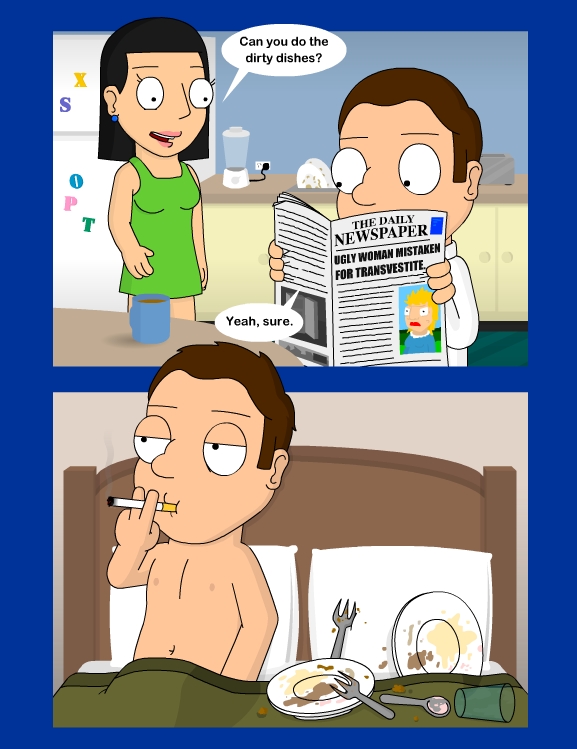 Can you do the
dirty dishes?
X
S
O
P
T
THE DAILY
NEWSPAPER
UGLY WOMAN MISTAKEN
FOR TRANSVESTITE
Yeah, sure.